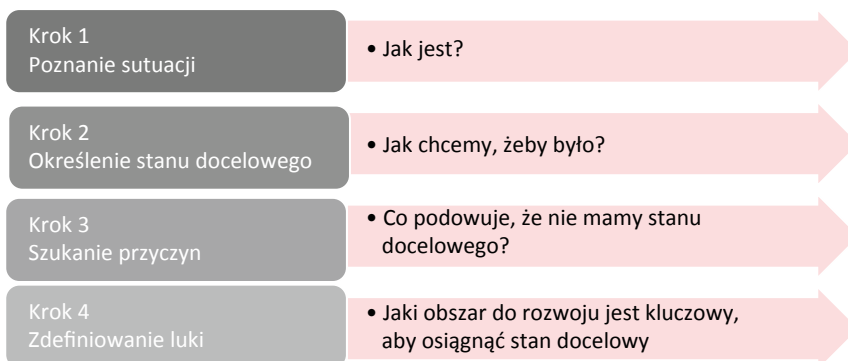 Krok 1
Poznanie sutuacji
• Jak jest?
Krok 2
Określenie stanu docelowego
• Jak chcemy, żeby było?
Krok 3
Szukanie przyczyn
• Co podowuje, że nie mamy stanu
docelowego?
Krok 4
Zdefiniowanie luki
• Jaki obszar do rozwoju jest kluczowy,
aby osiągnąć stan docelowy